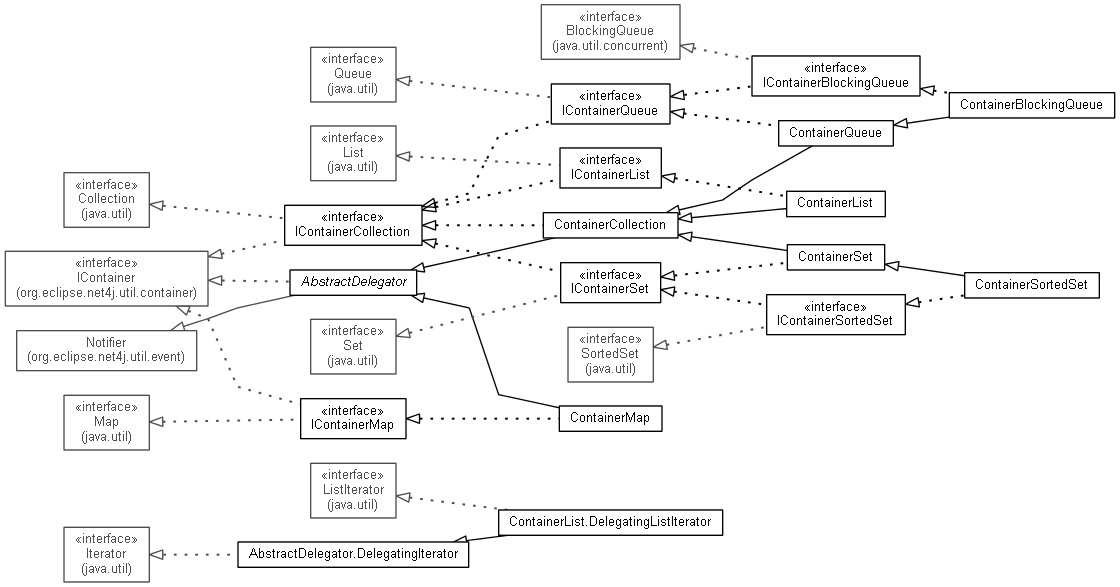 «interface»
BlockingQueue
(java.util.concurrent)
«interface»
Queue
(java.util)
«interface»
IContainerBlockingQueue
ContainerBlockingQueue
«interface»
IContainerQueue
ContainerQueue
«interface»
List
(java.util)
«interface»
IContainerList
«interface»
Collection
(java.util)
ContainerList
«interface»
IContainerCollection
ContainerCollection
«interface»
IContainer
(org.eclipse.net4j.util.container)
AbstractDelegator
ContainerSet
«interface»
IContainerSet
ContainerSortedSet
«interface»
IContainerSortedSet
«interface»
Set
(java.util)
Notifier
(org.eclipse.net4j.util.event)
«interface»
SortedSet
(java.util)
«interface»
Map
(java.util)
«interface»
IContainerMap
ContainerMap
«interface»
ListIterator
(java.util)
ContainerList.DelegatingListIterator
«interface»
Iterator
(java.util)
AbstractDelegator.DelegatingIterator